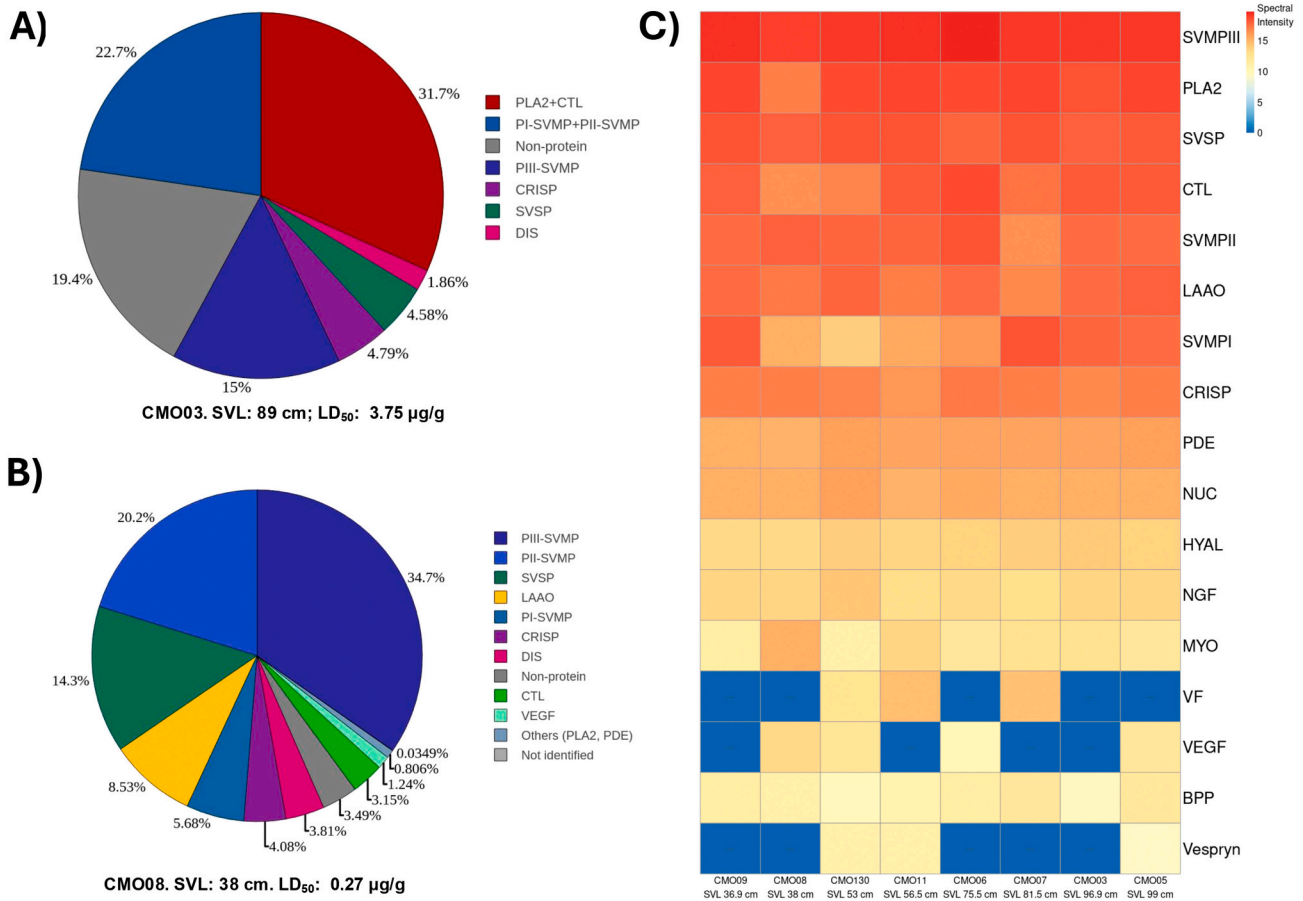 A)
22.7%
31.7%
19.4%
15%
4.79%
4.58%
1.86%
PLA2+CTL
PI-SVMP+PII-SVMP
Non-protein
PIII-SVMP
CRISP
SVSP
DIS
CMO03. SVL: 89 cm; LD₅₀: 3.75 µg/g
B)
20.2%
34.7%
14.3%
8.53%
5.68%
4.08%
3.81%
3.49%
3.15%
1.24%
0.806%
0.0349%
PIII-SVMP
PII-SVMP
SVSP
LAAO
PI-SVMP
CRISP
DIS
Non-protein
CTL
VEGF
Others (PLA2, PDE)
Not identified
CMO08. SVL: 38 cm. LD₅₀: 0.27 µg/g
C)
Spectral
Intensity
15
10
5
0
SVMPIII
PLA2
SVSP
CTL
SVMPII
LAAO
SVMPI
CRISP
PDE
NUC
HYAL
NGF
MYO
VF
VEGF
BPP
Vespryn
CMO09 CMO08 CMO130 CMO11 CMO06 CMO07 CMO03 CMO05
SVL 36.9 cm SVL 38 cm SVL 53 cm SVL 56.5 cm SVL 75.5 cm SVL 81.5 cm SVL 96.9 cm SVL 99 cm